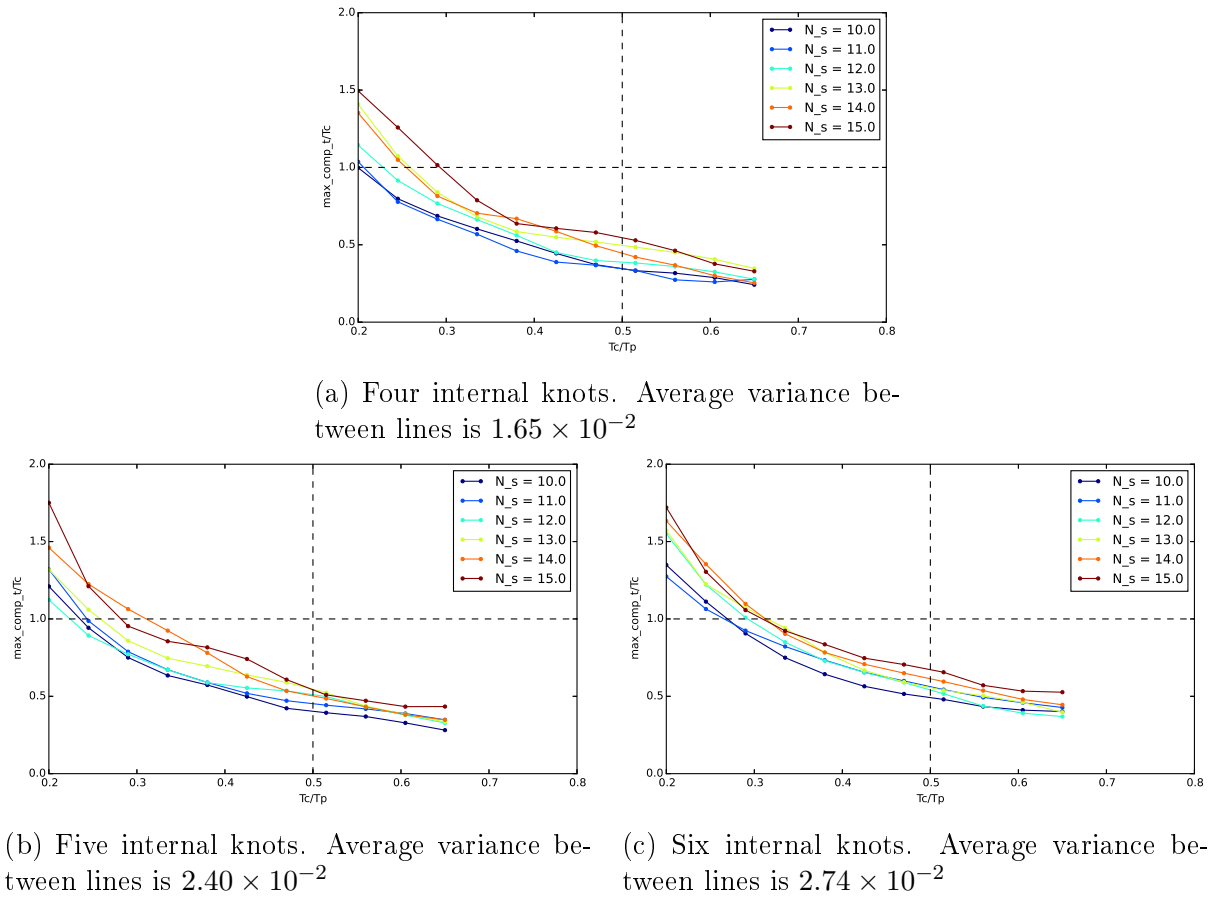 2.0
1.5
1.0
0.5
0.0
max_comp_t/Tc
0.2 0.3 0.4 0.5 0.6 0.7 0.8
Tc/Tp
N_s = 10.0
N_s = 11.0
N_s = 12.0
N_s = 13.0
N_s = 14.0
N_s = 15.0
(a) Four internal knots. Average variance be-
tween lines is 1.65 × 10⁻²
2.0
1.5
1.0
0.5
0.0
max_comp_t/Tc
0.2 0.3 0.4 0.5 0.6 0.7 0.8
Tc/Tp
N_s = 10.0
N_s = 11.0
N_s = 12.0
N_s = 13.0
N_s = 14.0
N_s = 15.0
(b) Five internal knots. Average variance be-
tween lines is 2.40 × 10⁻²
2.0
1.5
1.0
0.5
0.0
max_comp_t/Tc
0.2 0.3 0.4 0.5 0.6 0.7 0.8
Tc/Tp
N_s = 10.0
N_s = 11.0
N_s = 12.0
N_s = 13.0
N_s = 14.0
N_s = 15.0
(c) Six internal knots. Average variance be-
tween lines is 2.74 × 10⁻²